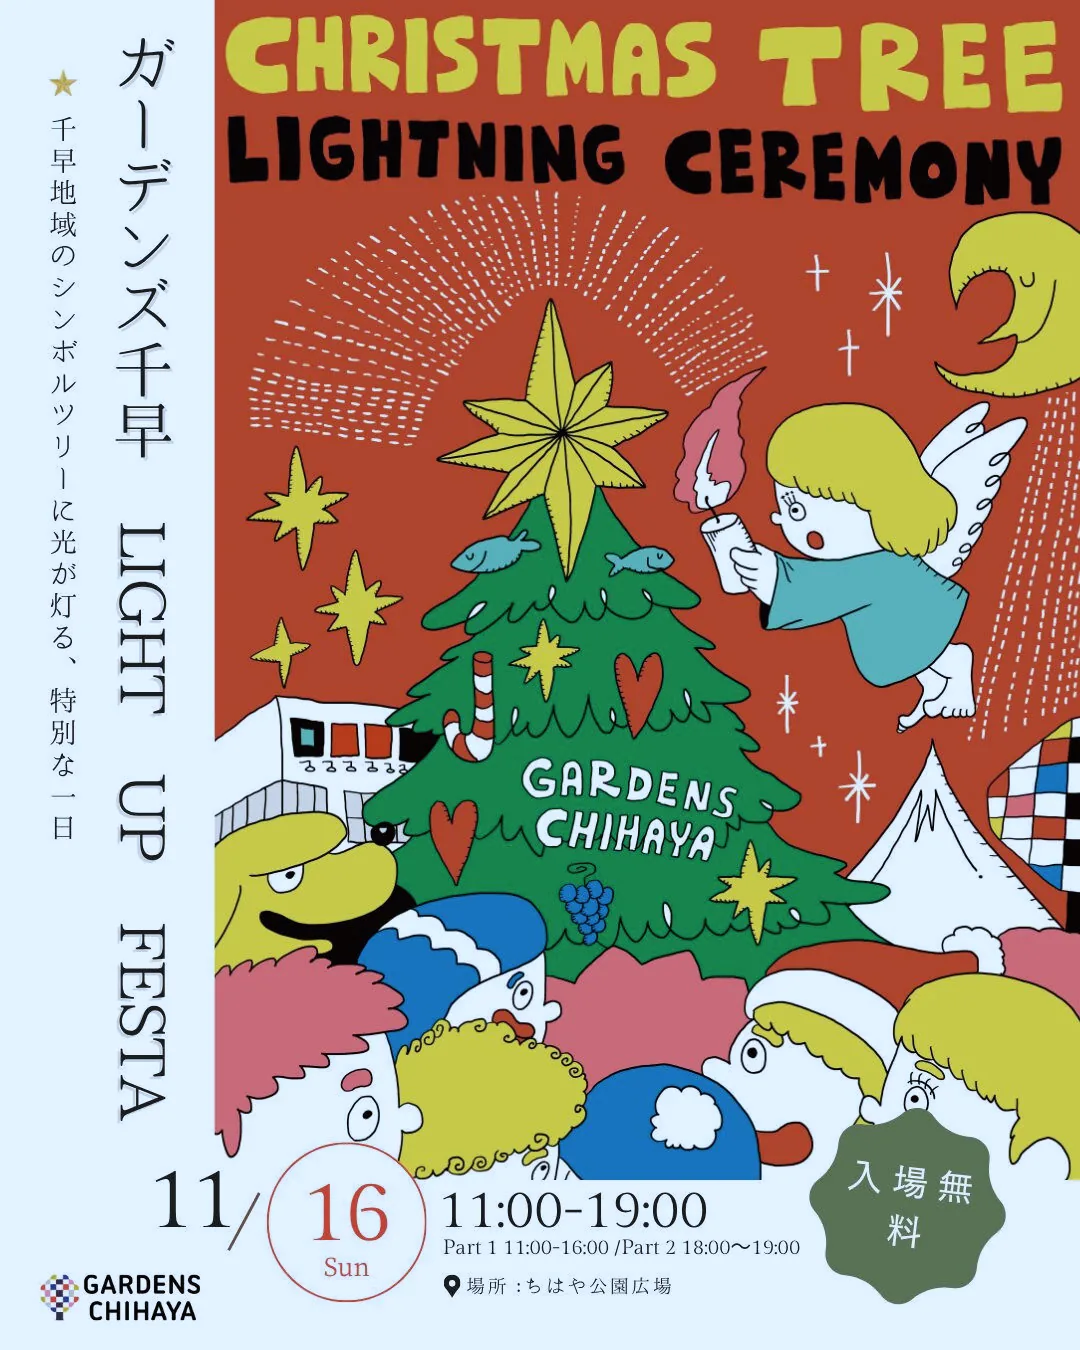 CHRISTMAS TREE
LIGHTNING CEREMONY
ガーデンズ千早 LIGHT UP FESTA
★千早地域のシンボルツリーに光が灯る、特別な一日
GARDENS
CHIHAYA
11/16
Sun
11:00-19:00
Part 1 11:00-16:00 /Part 2 18:00〜19:00
場所 :ちはや公園広場
入場無
料
GARDENS
CHIHAYA